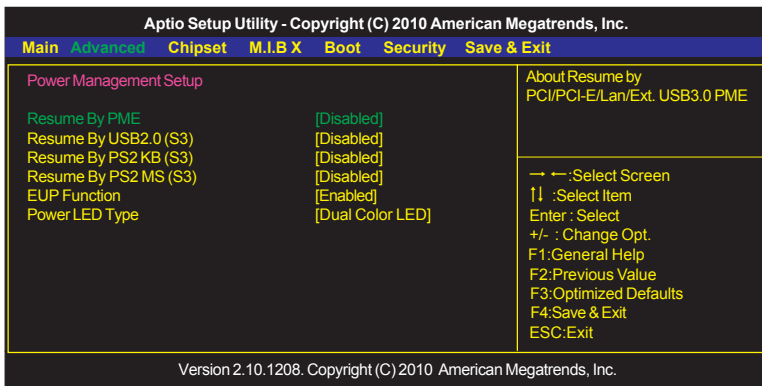 Aptio Setup Utility - Copyright (C) 2010 American Megatrends, Inc.
Main Advanced Chipset M.I.B X Boot Security Save & Exit
Power Management Setup
Resume By PME [Disabled]
Resume By USB2.0 (S3) [Disabled]
Resume By PS2 KB (S3) [Disabled]
Resume By PS2 MS (S3) [Disabled]
EUP Function [Enabled]
Power LED Type [Dual Color LED]
About Resume by
PCI/PCI-E/Lan/Ext. USB3.0 PME
→ ←:Select Screen
↑↓ :Select Item
Enter : Select
+/- : Change Opt.
F1:General Help
F2:Previous Value
F3:Optimized Defaults
F4:Save & Exit
ESC:Exit
Version 2.10.1208. Copyright (C) 2010 American Megatrends, Inc.